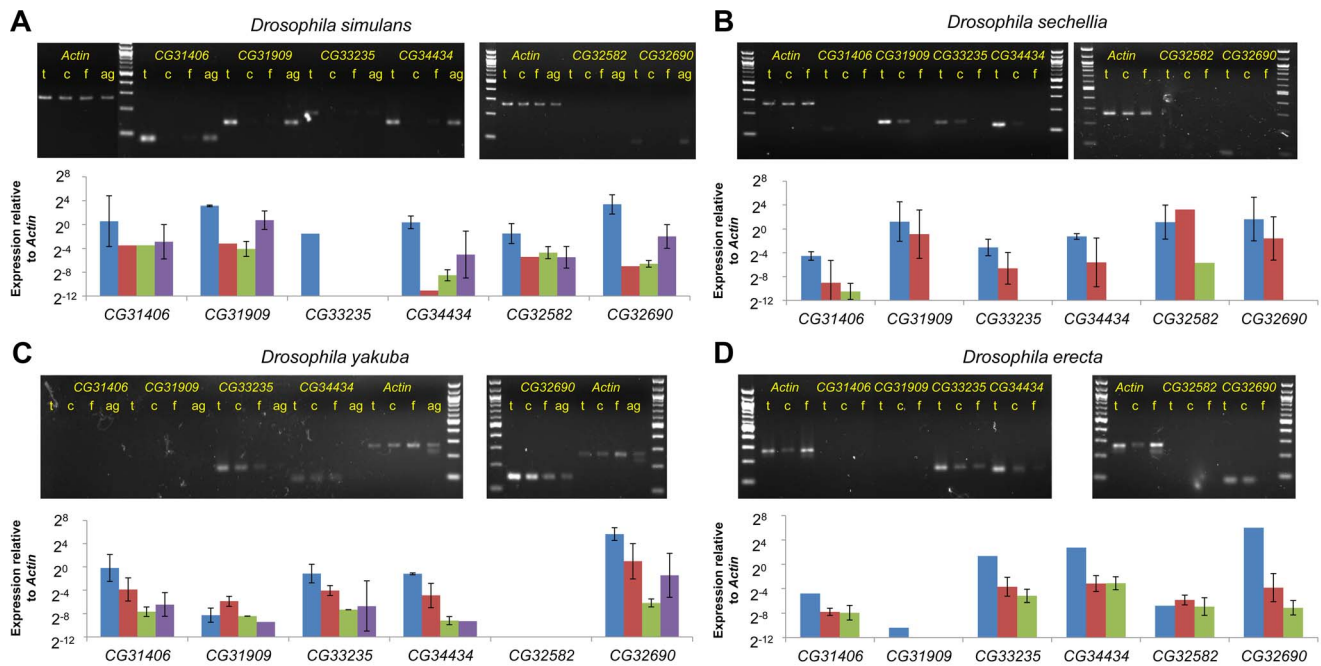 A
Drosophila simulans
Actin CG31406 CG31909 CG33235 CG34434
t c f ag t c f ag t c f ag t c f ag t c f ag
Actin CG32582 CG32690
t c f ag t c f ag t c f ag
Expression relative
to Actin
2^8
2^4
2^0
2^-4
2^-8
2^-12
CG31406 CG31909 CG33235 CG34434 CG32582 CG32690
B
Drosophila sechellia
Actin CG31406 CG31909 CG33235 CG34434
t c f t c f t c f t c f t c f
Actin CG32582 CG32690
t c f t c f t c f
Expression relative
to Actin
2^8
2^4
2^0
2^-4
2^-8
2^-12
CG31406 CG31909 CG33235 CG34434 CG32582 CG32690
C
Drosophila yakuba
CG31406 CG31909 CG33235 CG34434 Actin
t c f ag t c f ag t c f ag t c f ag t c f ag
CG32690 Actin
t c f ag t c f ag
Expression relative
to Actin
2^8
2^4
2^0
2^-4
2^-8
2^-12
CG31406 CG31909 CG33235 CG34434 CG32582 CG32690
D
Drosophila erecta
Actin CG31406 CG31909 CG33235 CG34434
t c f t c f t c f t c f t c f
Actin CG32582 CG32690
t c f t c f t c f
Expression relative
to Actin
2^8
2^4
2^0
2^-4
2^-8
2^-12
CG31406 CG31909 CG33235 CG34434 CG32582 CG32690